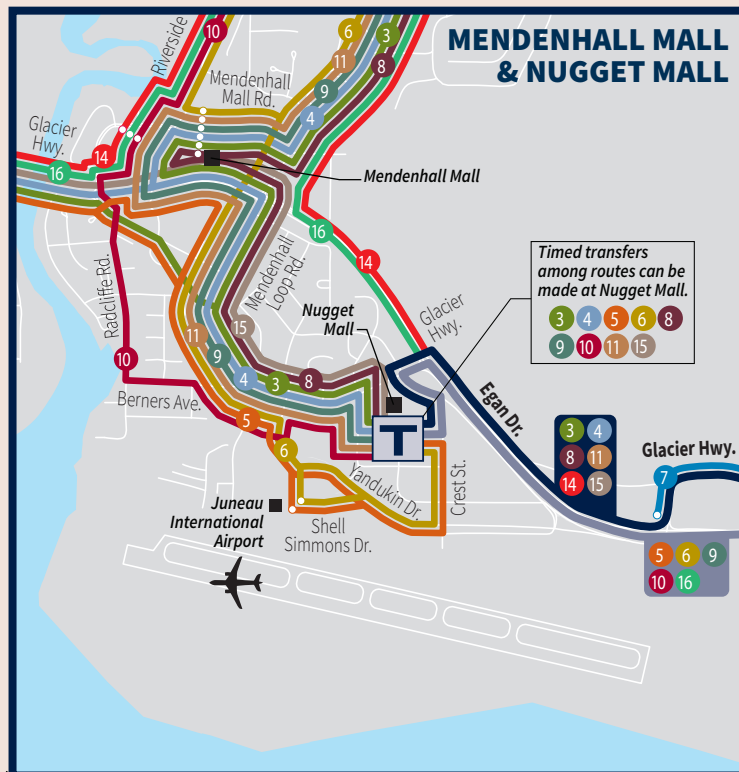 MENDENHALL MALL
& NUGGET MALL
10
Riverside
6
3
11
8
Mendenhall
Mall Rd.
9
4
Glacier
Hwy.
14
16
Mendenhall Mall
16
14
Radcliffe Rd.
Mendenhall
Loop Rd.
Timed transfers
among routes can be
made at Nugget Mall.
3 4 5 6 8
9 10 11 15
Nugget
Mall
Glacier
Hwy.
15
11
9
4
3
8
10
Berners Ave.
5
6
T
Egan Dr.
3 4
8 11
14 15
Glacier Hwy.
7
Yandukin Dr.
Crest St.
Juneau
International
Airport
Shell
Simmons Dr.
5 6 9
10 16